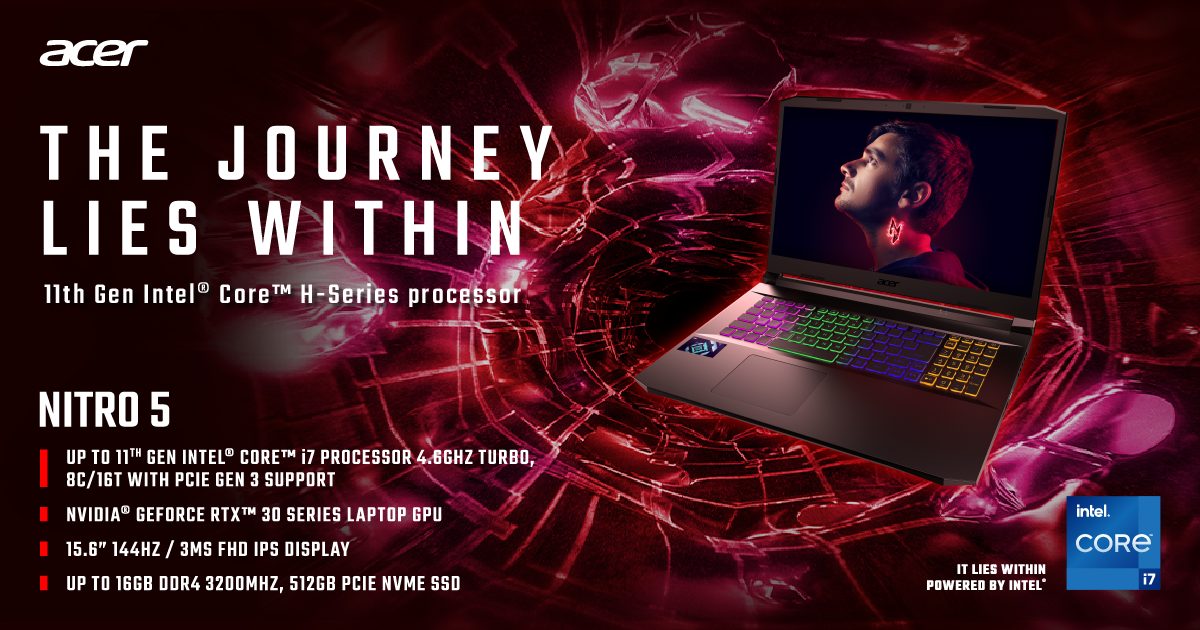 acer
THE JOURNEY
LIES WITHIN
11th Gen Intel® Core™ H-Series processor
NITRO 5
UP TO 11TH GEN INTEL® CORE™ i7 PROCESSOR 4.6GHZ TURBO,
8C/16T WITH PCIE GEN 3 SUPPORT
NVIDIA® GEFORCE RTX™ 30 SERIES LAPTOP GPU
15.6” 144HZ / 3MS FHD IPS DISPLAY
UP TO 16GB DDR4 3200MHZ, 512GB PCIE NVME SSD
acer
IT LIES WITHIN
POWERED BY INTEL®
intel.
CORE™
i7